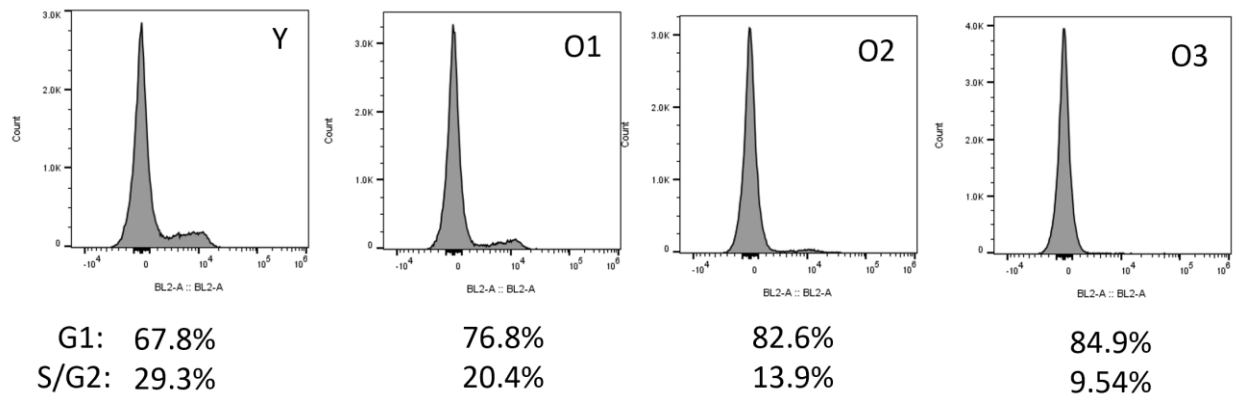 Y
3.0K
2.0K
1.0K
0
Count
-10^4 0 10^4 10^5 10^6
BL2-A :: BL2-A
O1
3.0K
2.0K
1.0K
0
Count
-10^4 0 10^4 10^5 10^6
BL2-A :: BL2-A
O2
3.0K
2.0K
1.0K
0
Count
-10^4 0 10^4 10^5 10^6
BL2-A :: BL2-A
O3
4.0K
3.0K
2.0K
1.0K
0
Count
-10^4 0 10^4 10^5 10^6
BL2-A :: BL2-A
G1: 67.8% 76.8% 82.6% 84.9%
S/G2: 29.3% 20.4% 13.9% 9.54%